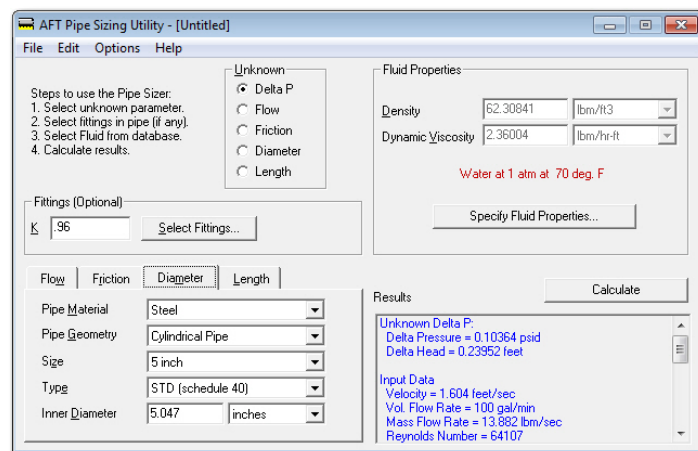 AFT Pipe Sizing Utility - [Untitled]
File Edit Options Help
Steps to use the Pipe Sizer:
1. Select unknown parameter.
2. Select fittings in pipe (if any).
3. Select Fluid from database.
4. Calculate results.
Unknown
Delta P
Flow
Friction
Diameter
Length
Fluid Properties
Density 62.30841 lbm/ft3
Dynamic Viscosity 2.36004 lbm/hr-ft
Water at 1 atm at 70 deg. F
Specify Fluid Properties...
Fittings (Optional)
K .96 Select Fittings...
Flow Friction Diameter Length
Pipe Material Steel
Pipe Geometry Cylindrical Pipe
Size 5 inch
Type STD (schedule 40)
Inner Diameter 5.047 inches
Calculate
Results
Unknown Delta P:
Delta Pressure = 0.10364 psid
Delta Head = 0.23952 feet
Input Data
Velocity = 1.604 feet/sec
Vol. Flow Rate = 100 gal/min
Mass Flow Rate = 13.882 lbm/sec
Reynolds Number = 64107